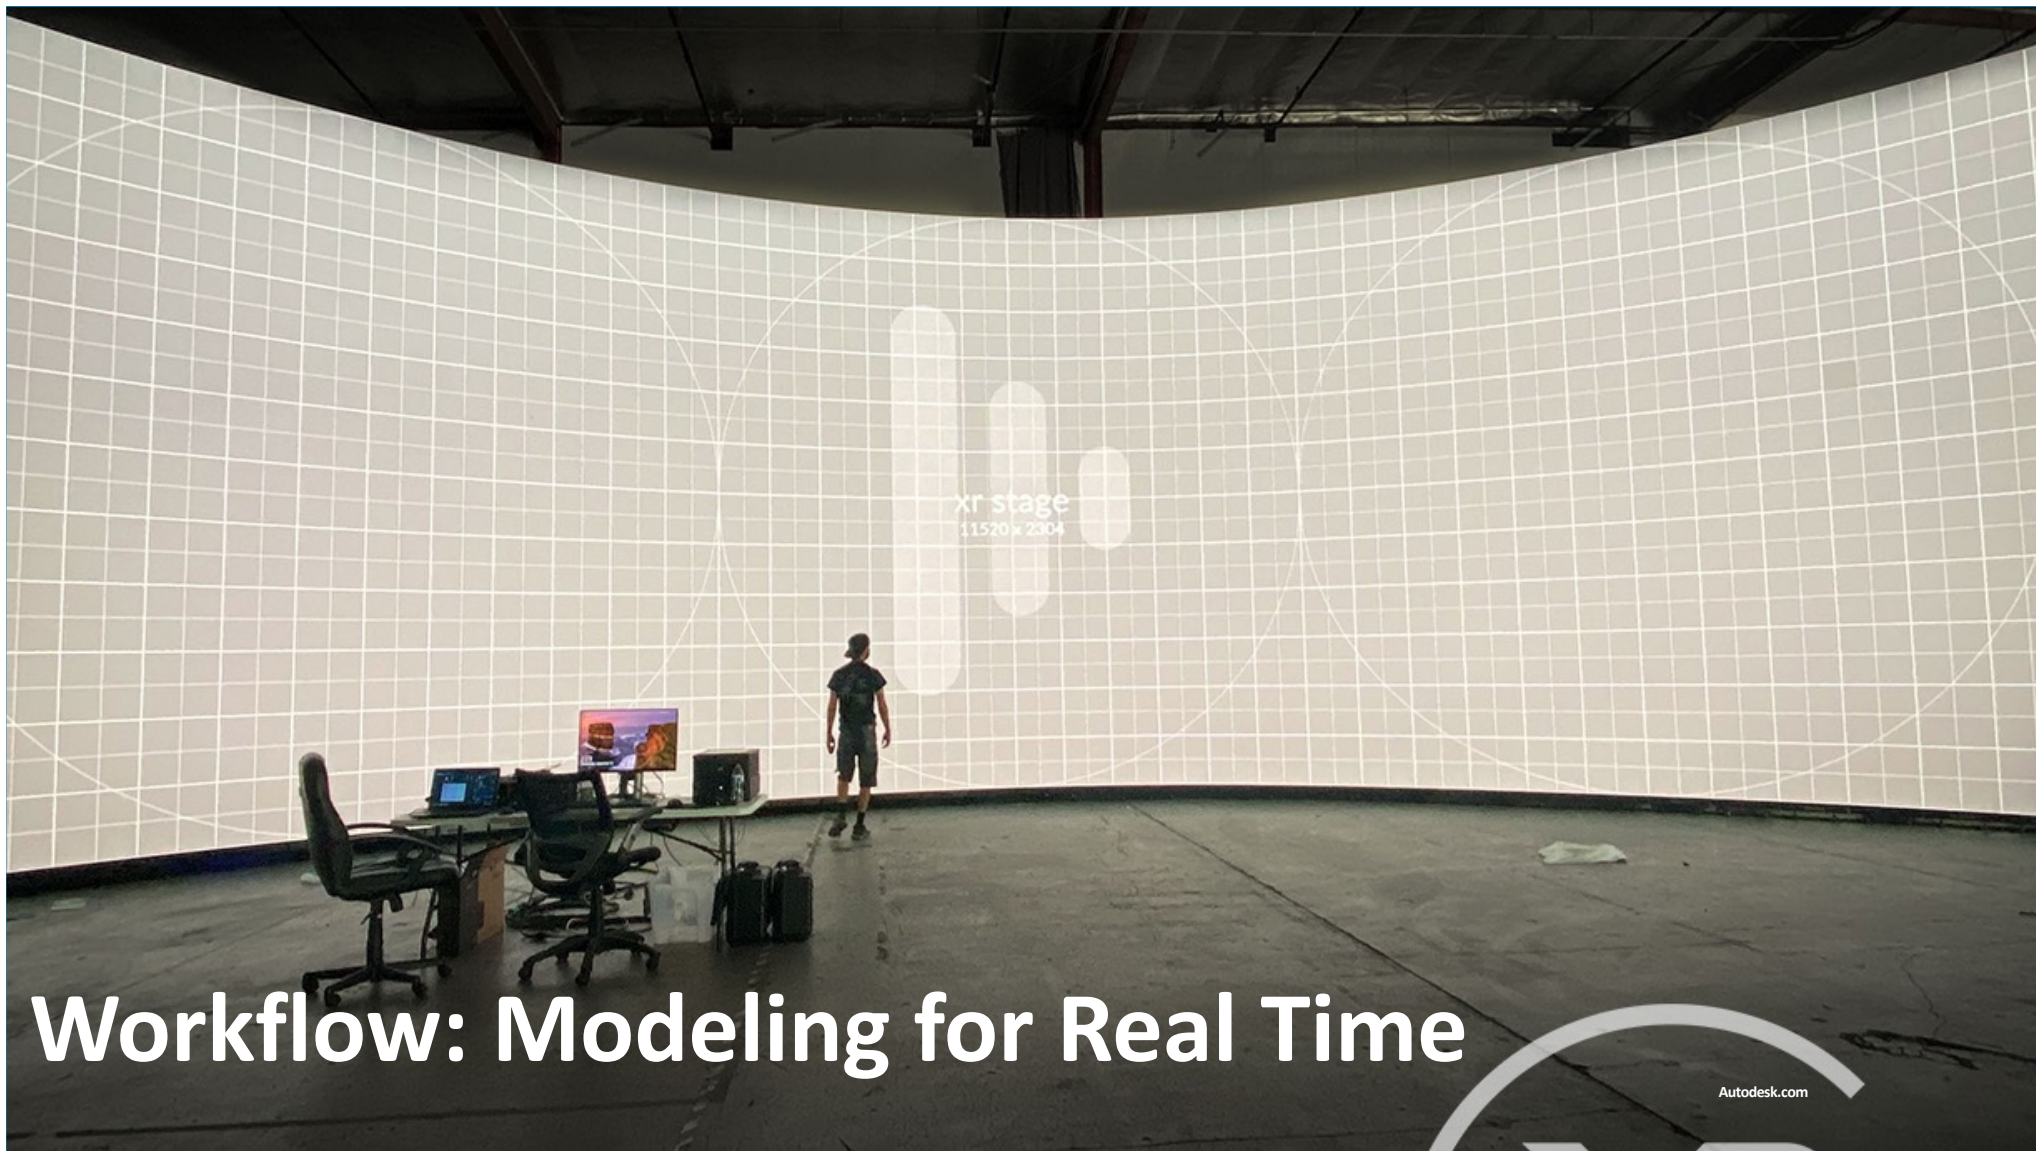 xr stage
11520 x 2304
Workflow: Modeling for Real Time
Autodesk.com